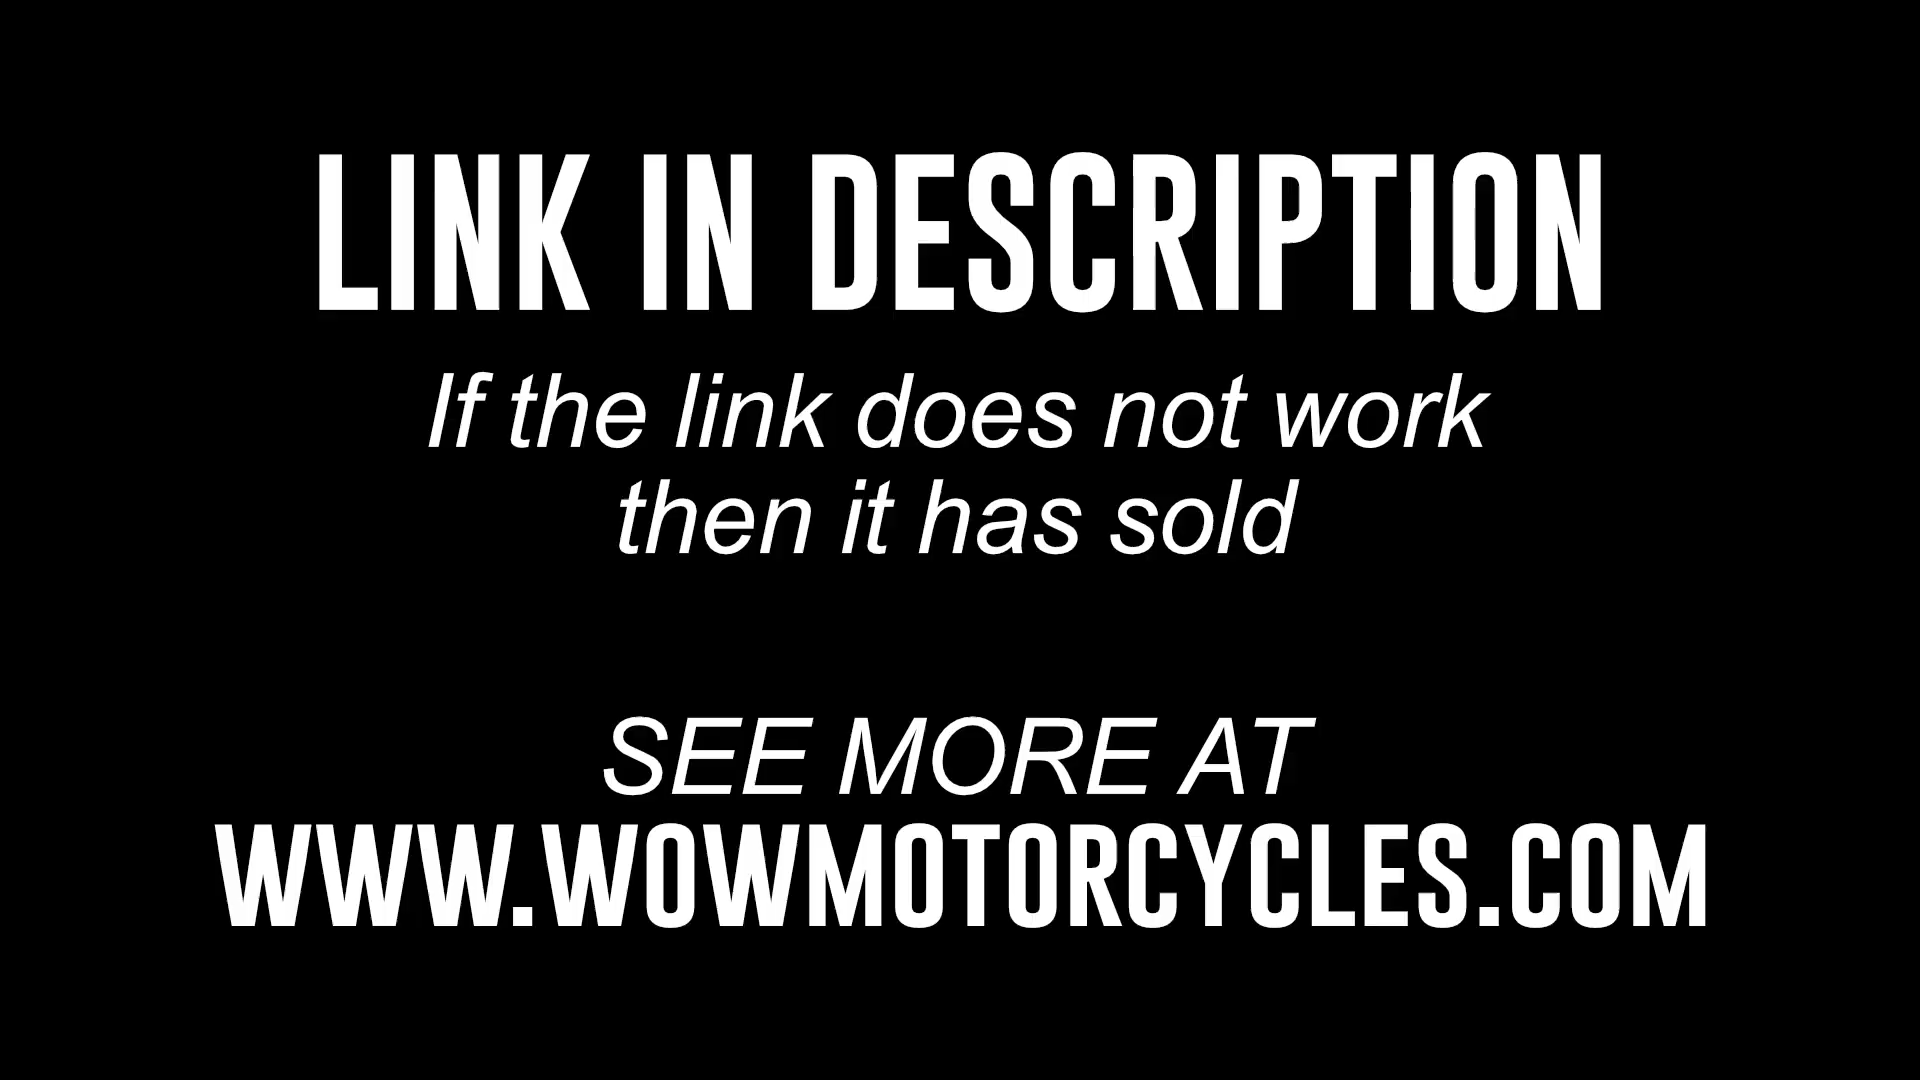 LINK IN DESCRIPTION
If the link does not work
then it has sold
SEE MORE AT
WWW.WOWMOTORCYCLES.COM